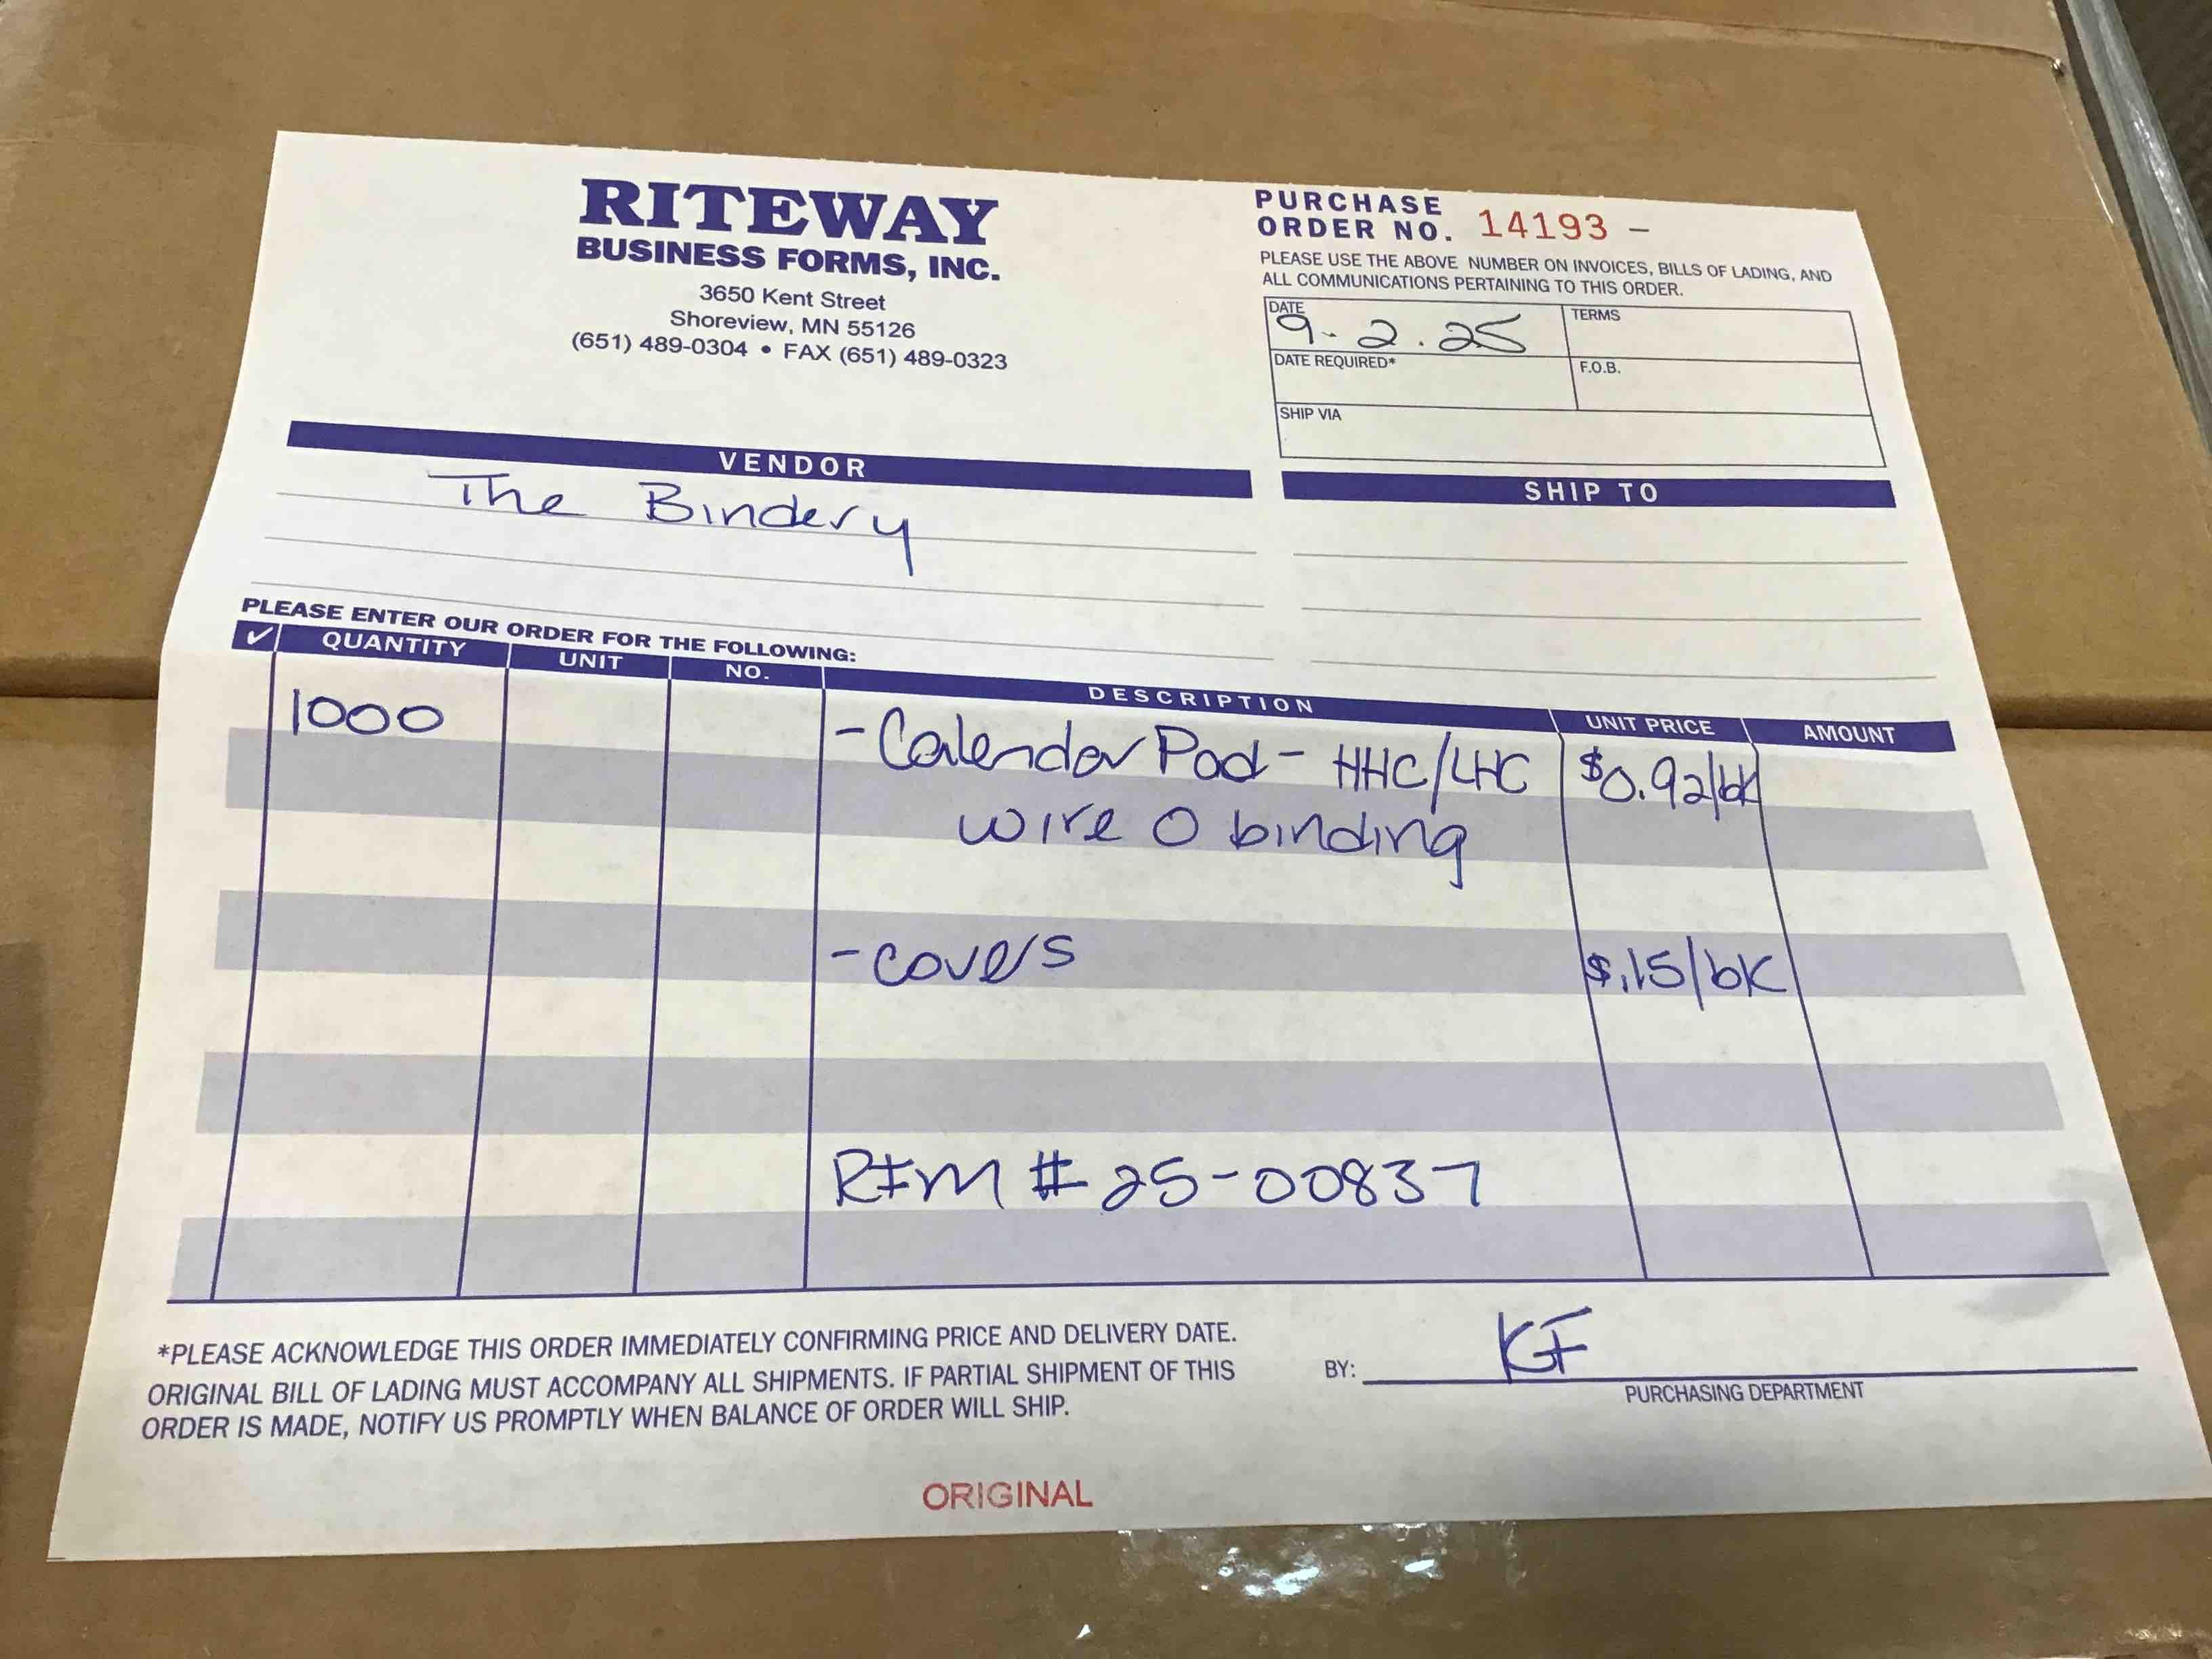 RITEWAY
BUSINESS FORMS, INC.
3650 Kent Street
Shoreview, MN 55126
(651) 489-0304 • FAX (651) 489-0323
PURCHASE
ORDER NO. 14193 –
PLEASE USE THE ABOVE NUMBER ON INVOICES, BILLS OF LADING, AND
ALL COMMUNICATIONS PERTAINING TO THIS ORDER.
DATE TERMS
9-2.25
DATE REQUIRED* F.O.B.
SHIP VIA
VENDOR
The Bindery
SHIP TO
PLEASE ENTER OUR ORDER FOR THE FOLLOWING:
✓ QUANTITY UNIT NO. DESCRIPTION UNIT PRICE AMOUNT
1000 - Calendar Pad - HHC/LHC $0.92/bk
wire O binding
- covers $.15/bk
RIM # 25-00837
*PLEASE ACKNOWLEDGE THIS ORDER IMMEDIATELY CONFIRMING PRICE AND DELIVERY DATE.
ORIGINAL BILL OF LADING MUST ACCOMPANY ALL SHIPMENTS. IF PARTIAL SHIPMENT OF THIS
ORDER IS MADE, NOTIFY US PROMPTLY WHEN BALANCE OF ORDER WILL SHIP.
BY: KF
PURCHASING DEPARTMENT
ORIGINAL